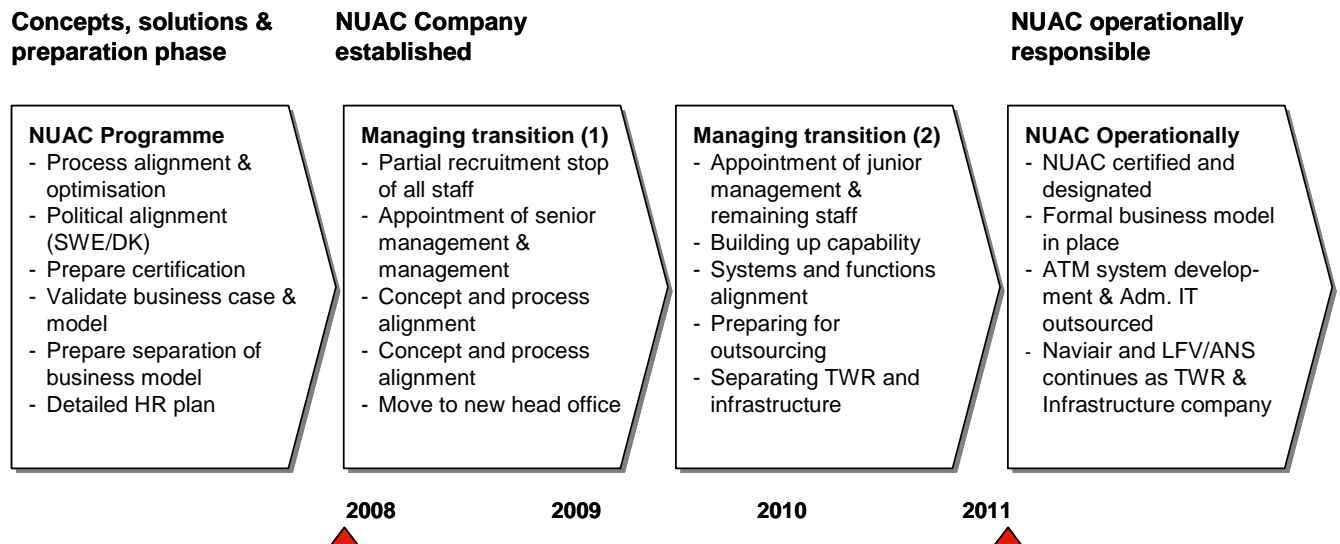 Concepts, solutions &
preparation phase
NUAC Company
established
NUAC operationally
responsible
NUAC Programme
- Process alignment &
optimisation
- Political alignment
(SWE/DK)
- Prepare certification
- Validate business case &
model
- Prepare separation of
business model
- Detailed HR plan
Managing transition (1)
- Partial recruitment stop
of all staff
- Appointment of senior
management &
management
- Concept and process
alignment
- Concept and process
alignment
- Move to new head office
Managing transition (2)
- Appointment of junior
management &
remaining staff
- Building up capability
- Systems and functions
alignment
- Preparing for
outsourcing
- Separating TWR and
infrastructure
NUAC Operationally
- NUAC certified and
designated
- Formal business model
in place
- ATM system develop-
ment & Adm. IT
outsourced
- Naviair and LFV/ANS
continues as TWR &
Infrastructure company
2008
2009
2010
2011